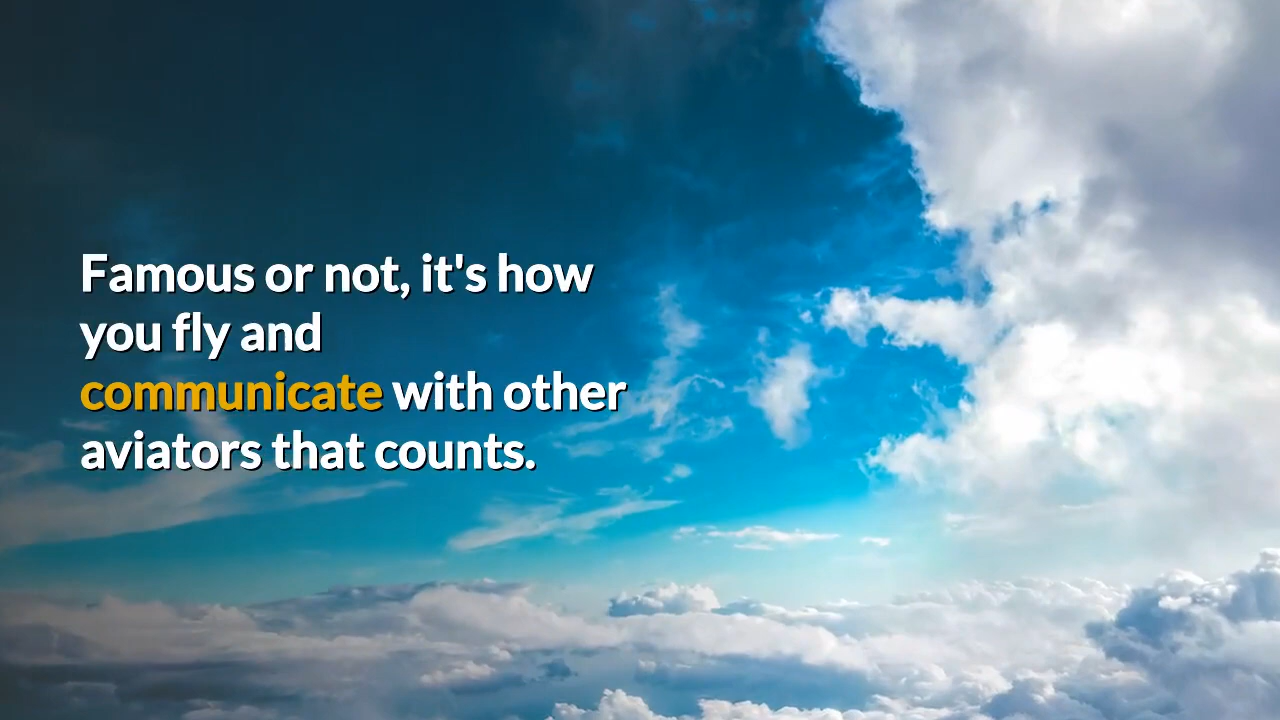 Famous or not, it's how
you fly and
communicate with other
aviators that counts.